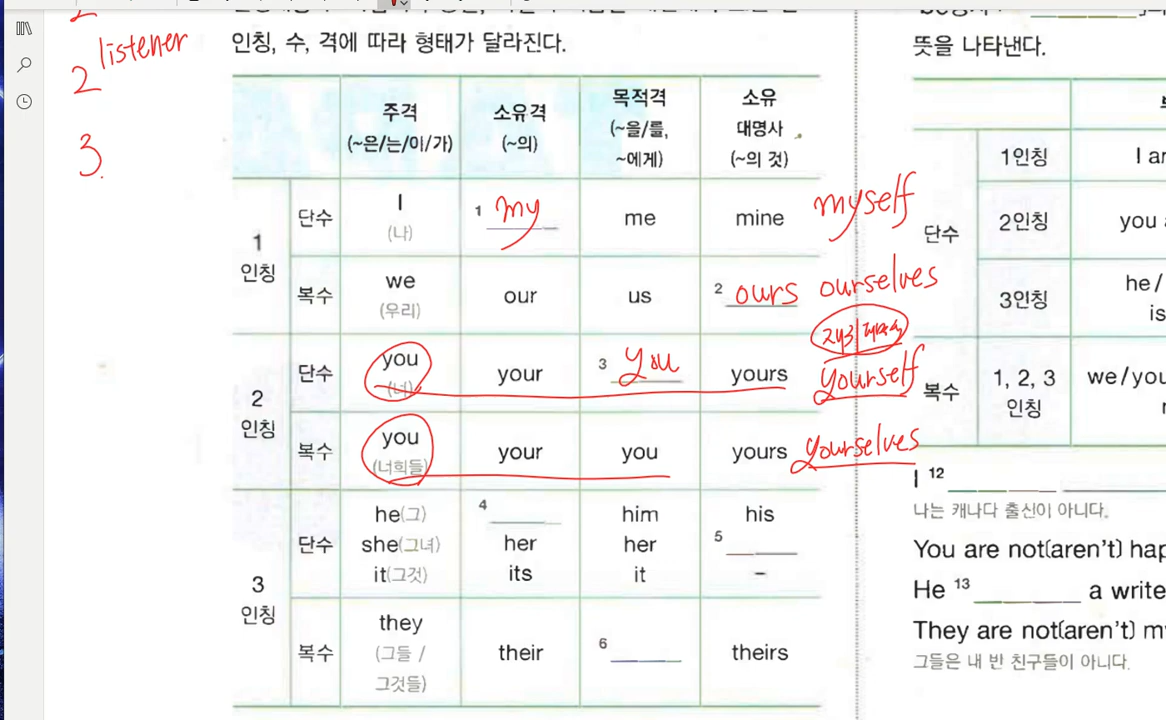 listener
2
3.
인칭, 수, 격에 따라 형태가 달라진다.
주격 (~은/는/이/가)
소유격 (~의)
목적격 (~을/를, ~에게)
소유 대명사 (~의 것)
1 인칭
단수
I (나)
1 my
me
mine
myself
복수
we (우리)
our
us
2 ours
ourselves
2 인칭
단수
you (너)
your
3 you
yours
yourself
복수
you (너희들)
your
you
yours
yourselves
3 인칭
단수
he(그)
she(그녀)
it(그것)
4
her
its
him
her
it
his
5
–
복수
they (그들 / 그것들)
their
6
theirs
뜻을 나타낸다.
단수
1인칭
I
2인칭
you
3인칭
he /
복수
1, 2, 3 인칭
we/you
I 12
나는 캐나다 출신이 아니다.
You are not(aren't)
He 13 a
They are not(aren't)
그들은 내 반 친구들이 아니다.